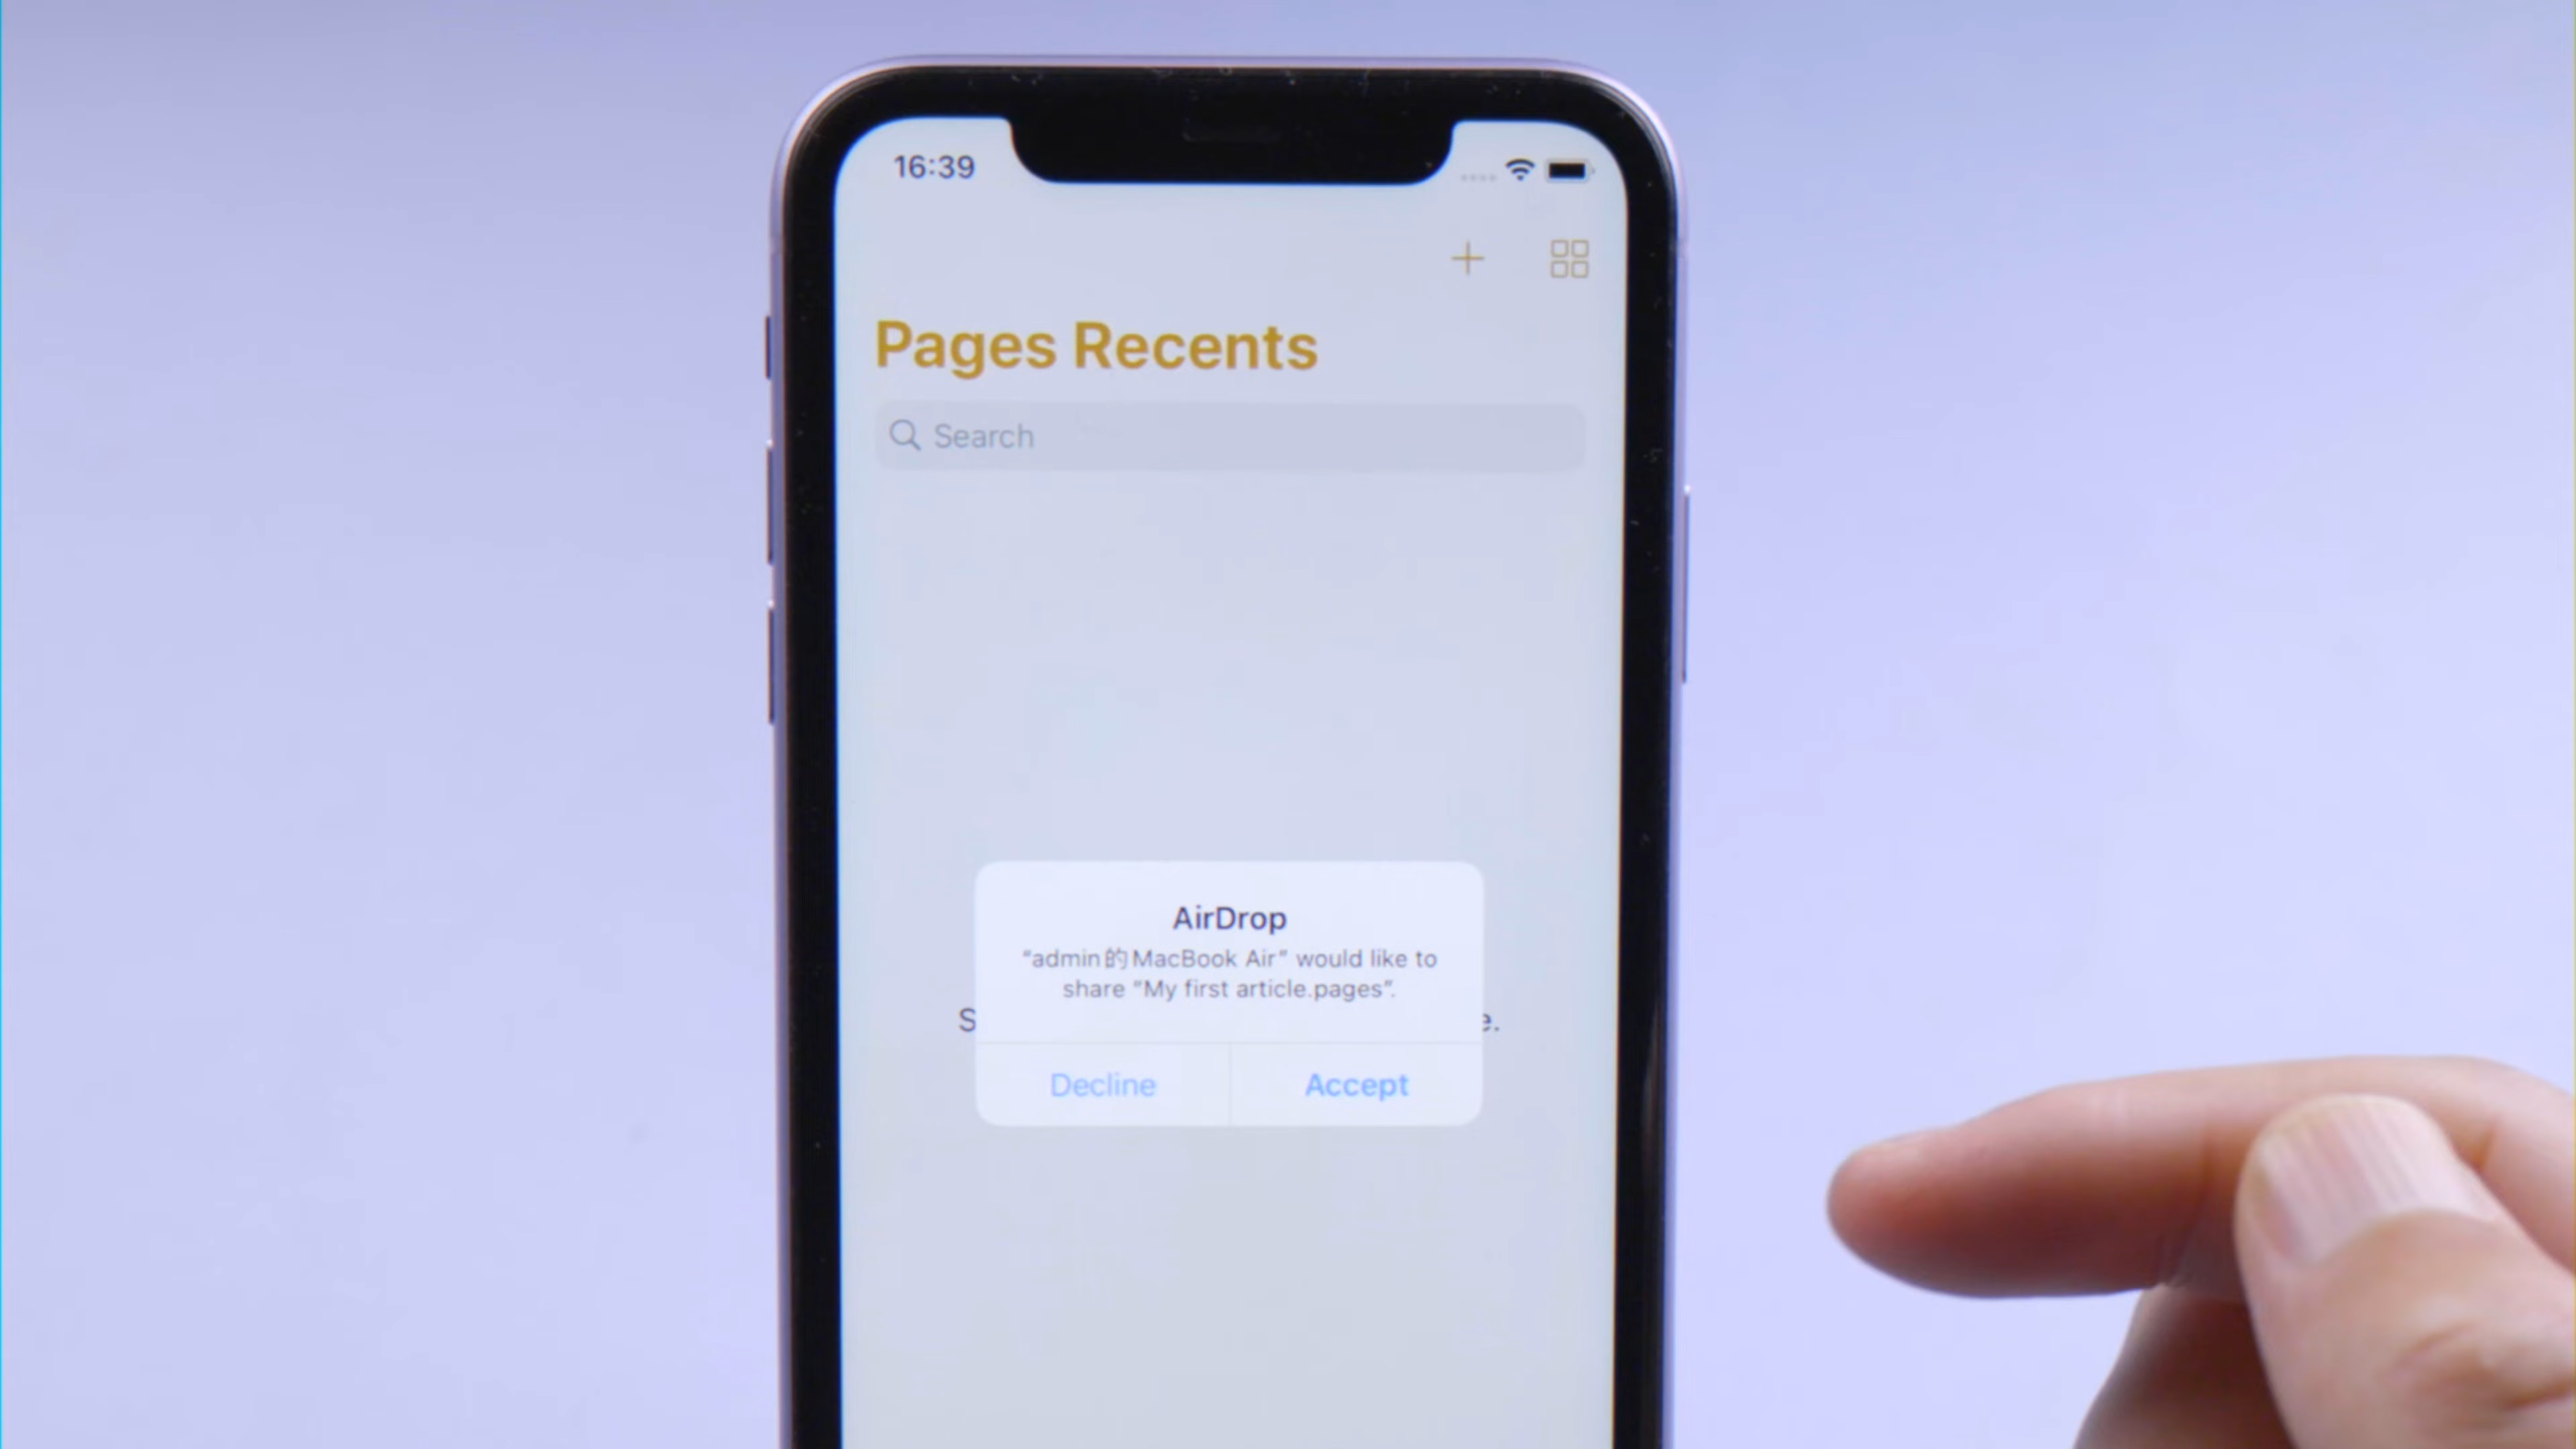 16:39
Pages Recents
Search
AirDrop
“admin的MacBook Air” would like to
share “My first article.pages”.
Decline
Accept